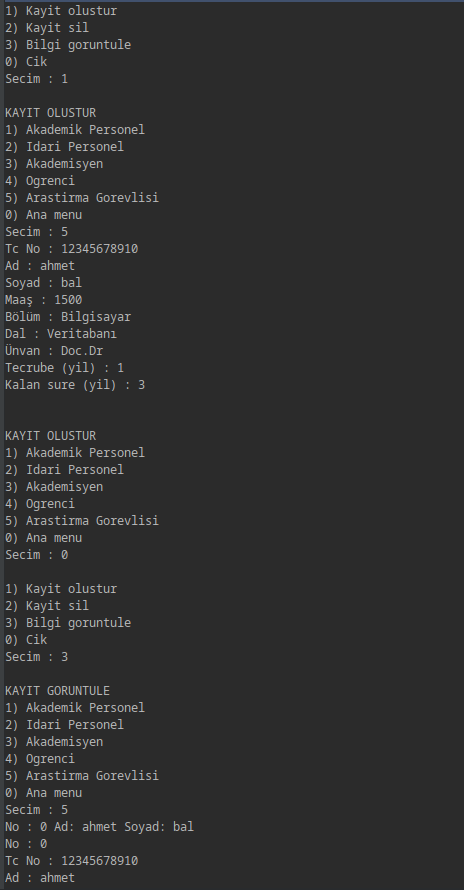 1) Kayit olustur
2) Kayit sil
3) Bilgi goruntule
0) Cik
Secim : 1
KAYIT OLUSTUR
1) Akademik Personel
2) Idari Personel
3) Akademisyen
4) Ogrenci
5) Arastirma Gorevlisi
0) Ana menu
Secim : 5
Tc No : 12345678910
Ad : ahmet
Soyad : bal
Maaş : 1500
Bölüm : Bilgisayar
Dal : Veritabanı
Ünvan : Doc.Dr
Tecrube (yil) : 1
Kalan sure (yil) : 3
KAYIT OLUSTUR
1) Akademik Personel
2) Idari Personel
3) Akademisyen
4) Ogrenci
5) Arastirma Gorevlisi
0) Ana menu
Secim : 0
1) Kayit olustur
2) Kayit sil
3) Bilgi goruntule
0) Cik
Secim : 3
KAYIT GORUNTULE
1) Akademik Personel
2) Idari Personel
3) Akademisyen
4) Ogrenci
5) Arastirma Gorevlisi
0) Ana menu
Secim : 5
No : 0 Ad: ahmet Soyad: bal
No : 0
Tc No : 12345678910
Ad : ahmet